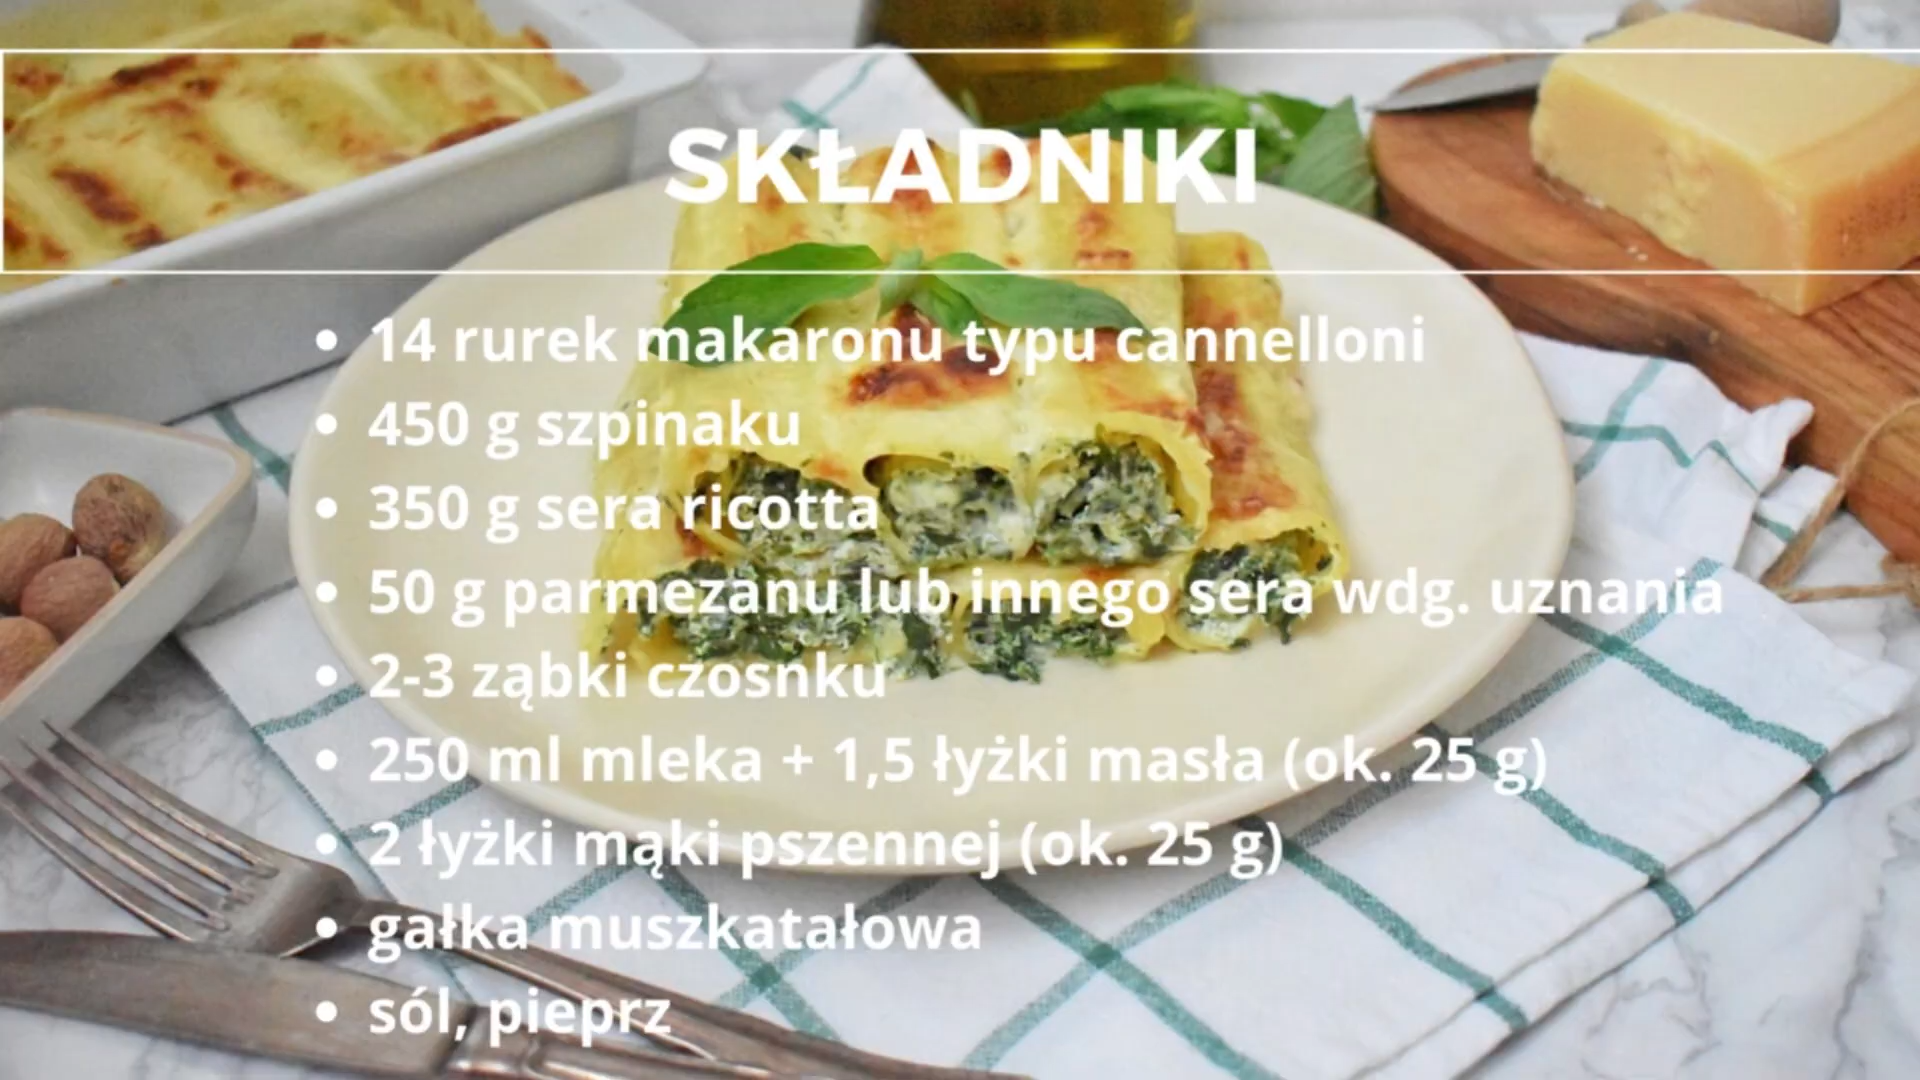 SKŁADNIKI
• 14 rurek makaronu typu cannelloni
• 450 g szpinaku
• 350 g sera ricotta
• 50 g parmezanu lub innego sera wdg. uznania
• 2-3 ząbki czosnku
• 250 ml mleka + 1,5 łyżki masła (ok. 25 g)
• 2 łyżki mąki pszennej (ok. 25 g)
• gałka muszkatałowa
• sól, pieprz